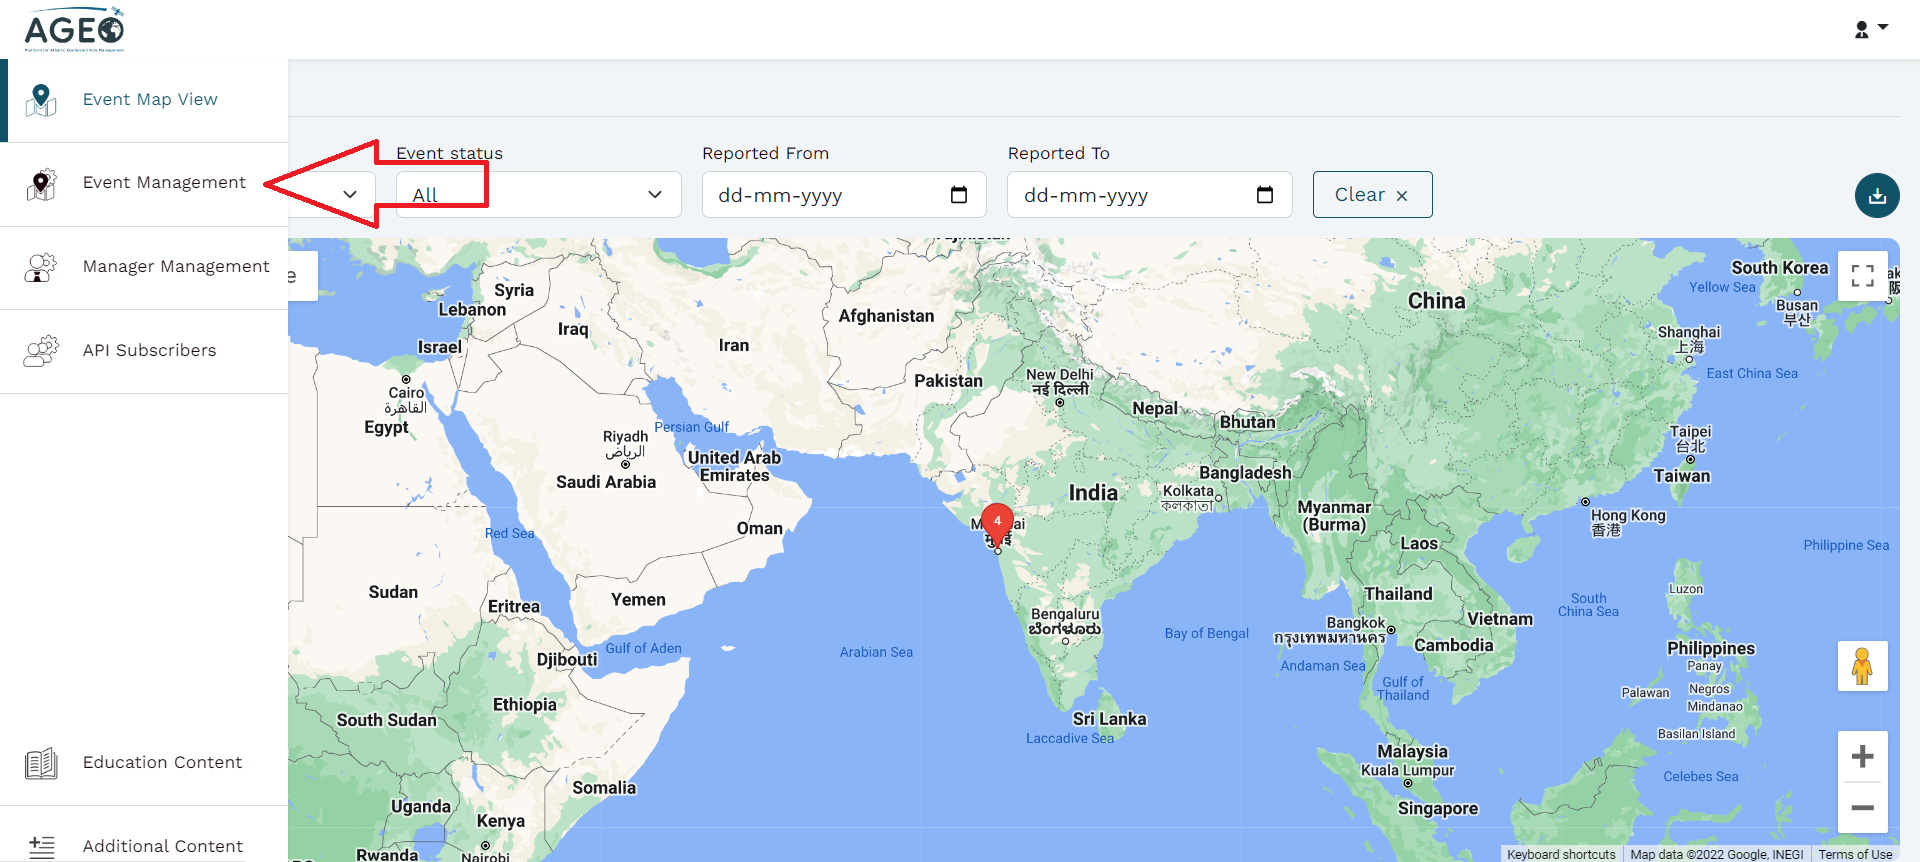 AGEO
Platform for Atlantic Geohazard Risk Management
Event Map View
Event Management
Manager Management
API Subscribers
Education Content
Additional Content
Event status
All
Reported From
dd-mm-yyyy
Reported To
dd-mm-yyyy
Clear ×
e
Syria
Lebanon
Iraq
Israel
Iran
Afghanistan
Pakistan
Cairo
القاهرة
Egypt
Riyadh
الرياض
Saudi Arabia
Persian Gulf
United Arab
Emirates
Oman
Red Sea
Sudan
Eritrea
Yemen
Djibouti
Gulf of Aden
Arabian Sea
South Sudan
Ethiopia
Somalia
Uganda
Kenya
Rwanda
Nairobi
New Delhi
नई दिल्ली
Nepal
Bhutan
Bangladesh
India
Kolkata
কলকাতা
4
Bengaluru
ಬೆಂಗಳೂರು
Sri Lanka
Laccadive Sea
Bay of Bengal
China
South Korea
Yellow Sea
Busan
부산
Shanghai
上海
East China Sea
Taipei
台北
Taiwan
Hong Kong
香港
Myanmar
(Burma)
Laos
Thailand
Bangkok
กรุงเทพมหานคร
Vietnam
Cambodia
Andaman Sea
Gulf of
Thailand
South
China Sea
Philippine Sea
Luzon
Philippines
Panay
Negros
Palawan
Mindanao
Basilan Island
Celebes Sea
Malaysia
Kuala Lumpur
Singapore
Keyboard shortcuts
Map data ©2022 Google, INEGI
Terms of Use